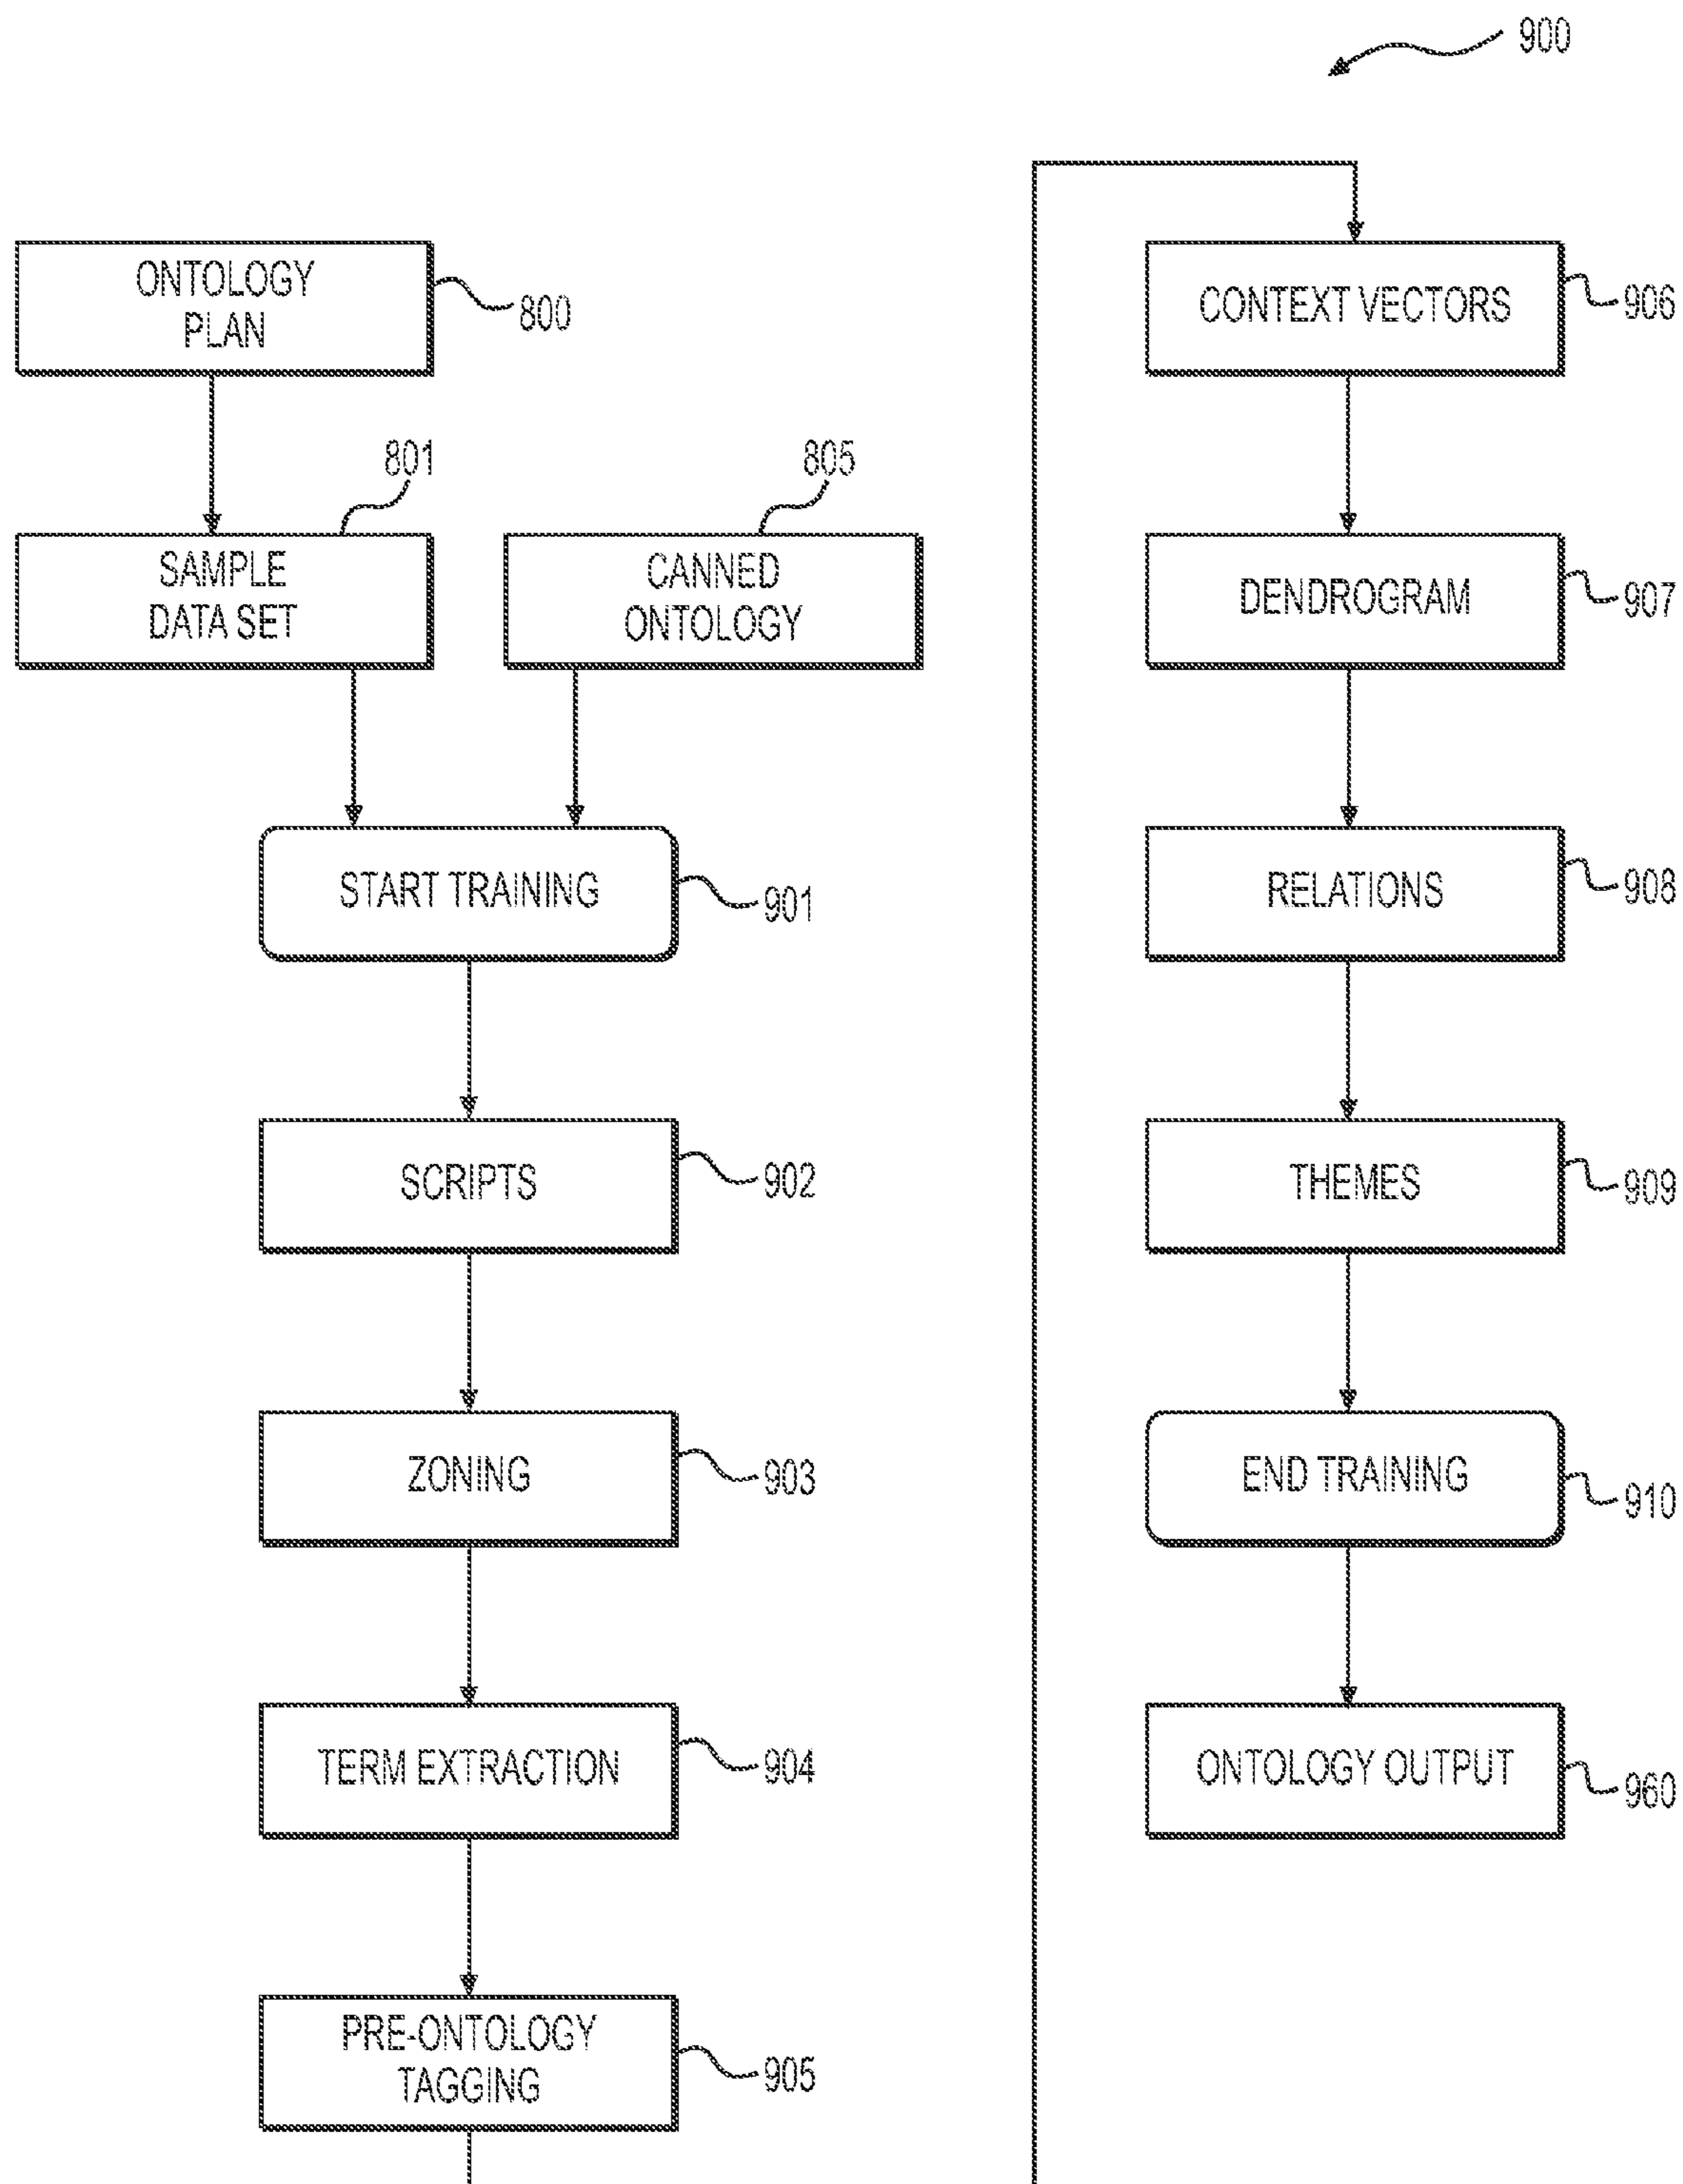 900
ONTOLOGY
PLAN
800
801
SAMPLE
DATA SET
805
CANNED
ONTOLOGY
START TRAINING
901
SCRIPTS
902
ZONING
903
TERM EXTRACTION
904
PRE-ONTOLOGY
TAGGING
905
CONTEXT VECTORS
906
DENDROGRAM
907
RELATIONS
908
THEMES
909
END TRAINING
910
ONTOLOGY OUTPUT
960